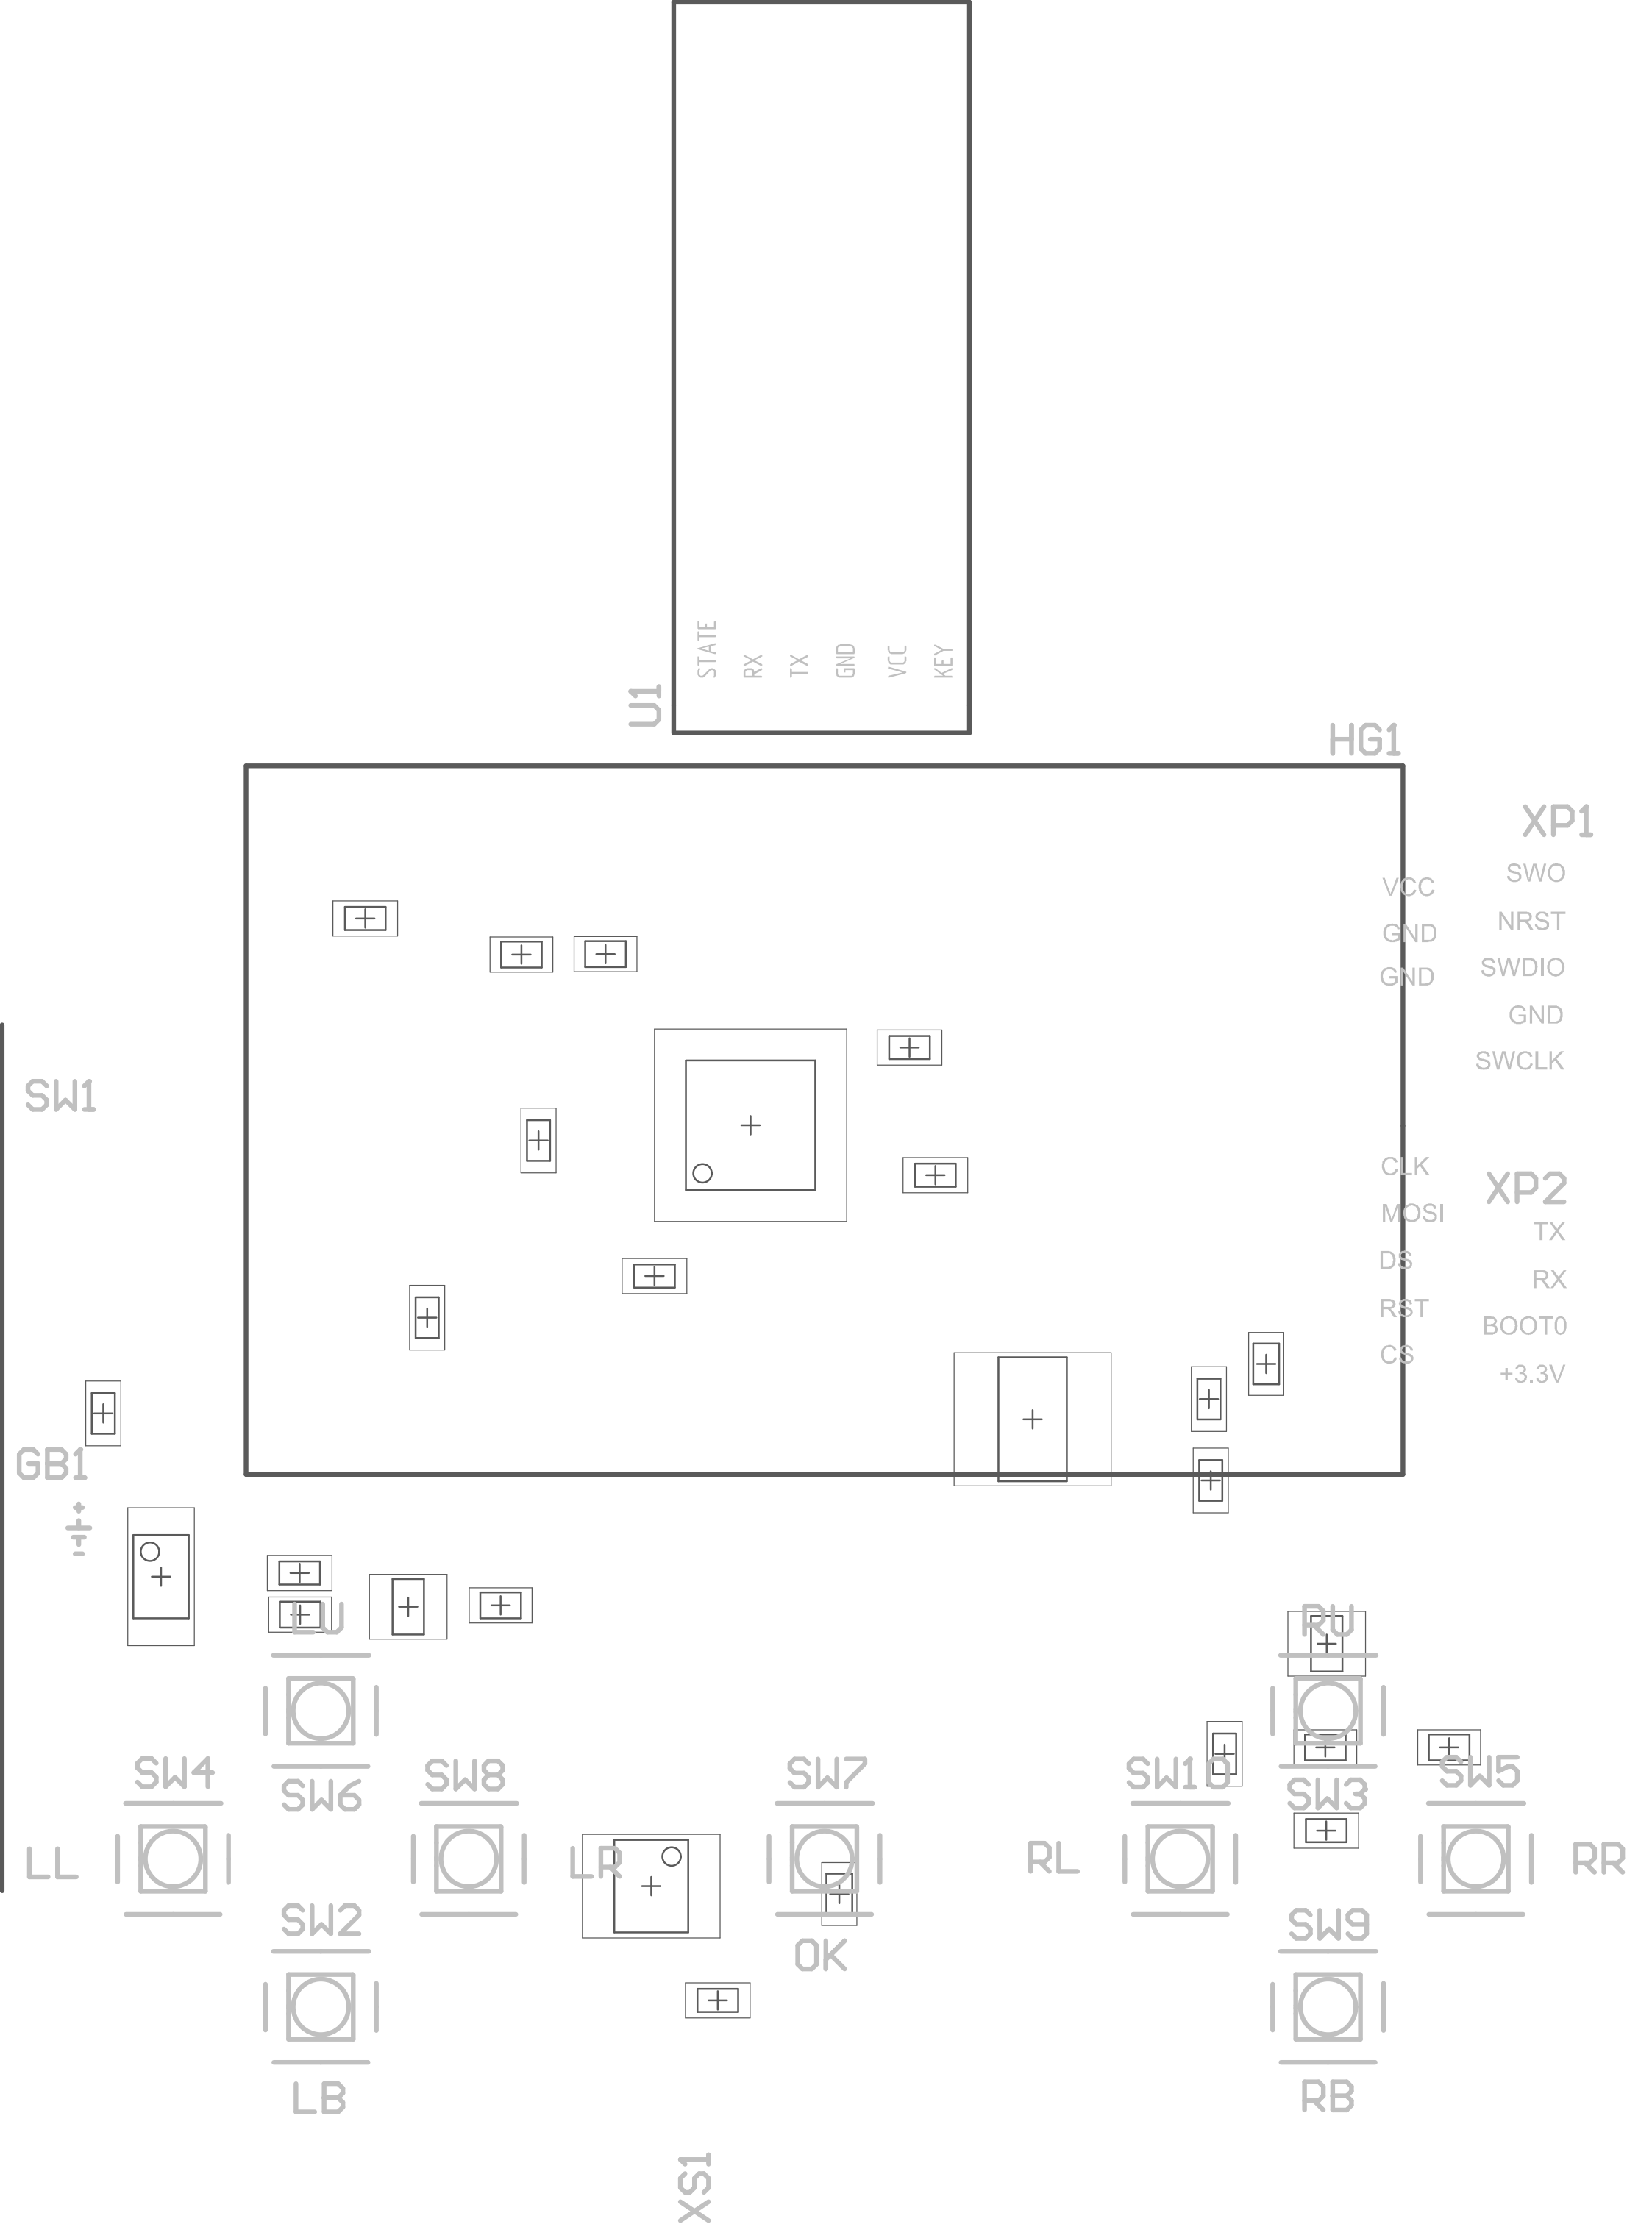 STATE
RX
TX
GND
VCC
KEY
U1
HG1
XP1
SWO
VCC
NRST
GND
SWDIO
GND
GND
SWCLK
SW1
CLK
XP2
MOSI
TX
DS
RX
RST
BOOT0
CS
+3.3V
GB1
LU
RU
SW4
SW8
SW7
SW10
SW5
SW6
SW3
LL
LR
RL
RR
SW2
SW9
OK
LB
RB
XS1